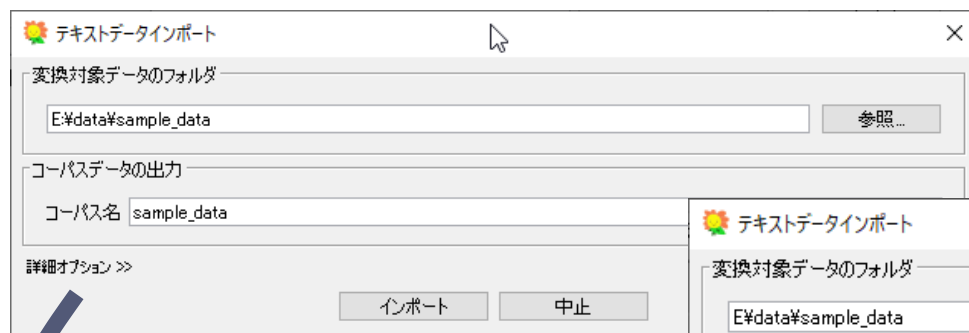 テキストデータインポート
変換対象データのフォルダ
E:¥data¥sample_data
参照...
コーパスデータの出力
コーパス名 sample_data
詳細オプション >>
インポート 中止
テキストデータインポート
変換対象データのフォルダ
E:¥data¥sample_data